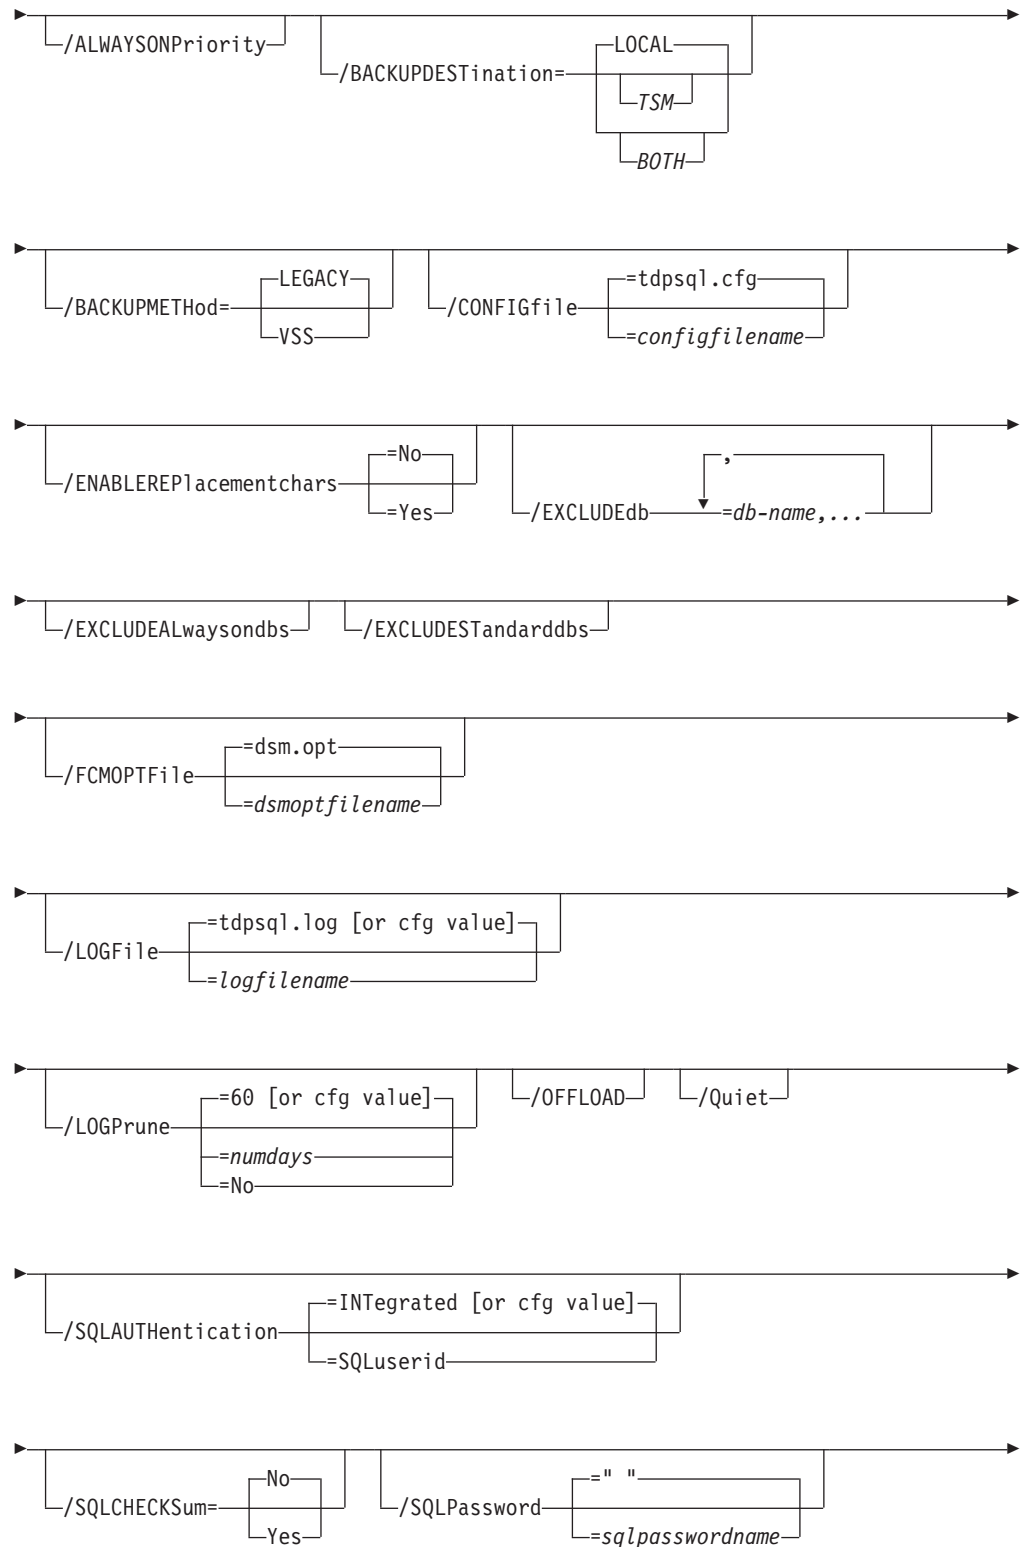 /ALWAYSONPriority
/BACKUPDESTination=
LOCAL
TSM
BOTH
/BACKUPMETHod=
LEGACY
VSS
/CONFIGfile
=tdpsql.cfg
=configfilename
/ENABLEREPlacementchars
=No
=Yes
/EXCLUDEdb
,
=db-name,...
/EXCLUDEALwaysondbs
/EXCLUDESTandarddbs
/FCMOPTFile
=dsm.opt
=dsmoptfilename
/LOGFile
=tdpsql.log [or cfg value]
=logfilename
/LOGPrune
=60 [or cfg value]
=numdays
=No
/OFFLOAD
/Quiet
/SQLAUTHentication
=INTegrated [or cfg value]
=SQLuserid
/SQLCHECKSum=
No
Yes
/SQLPassword
=" "
=sqlpasswordname